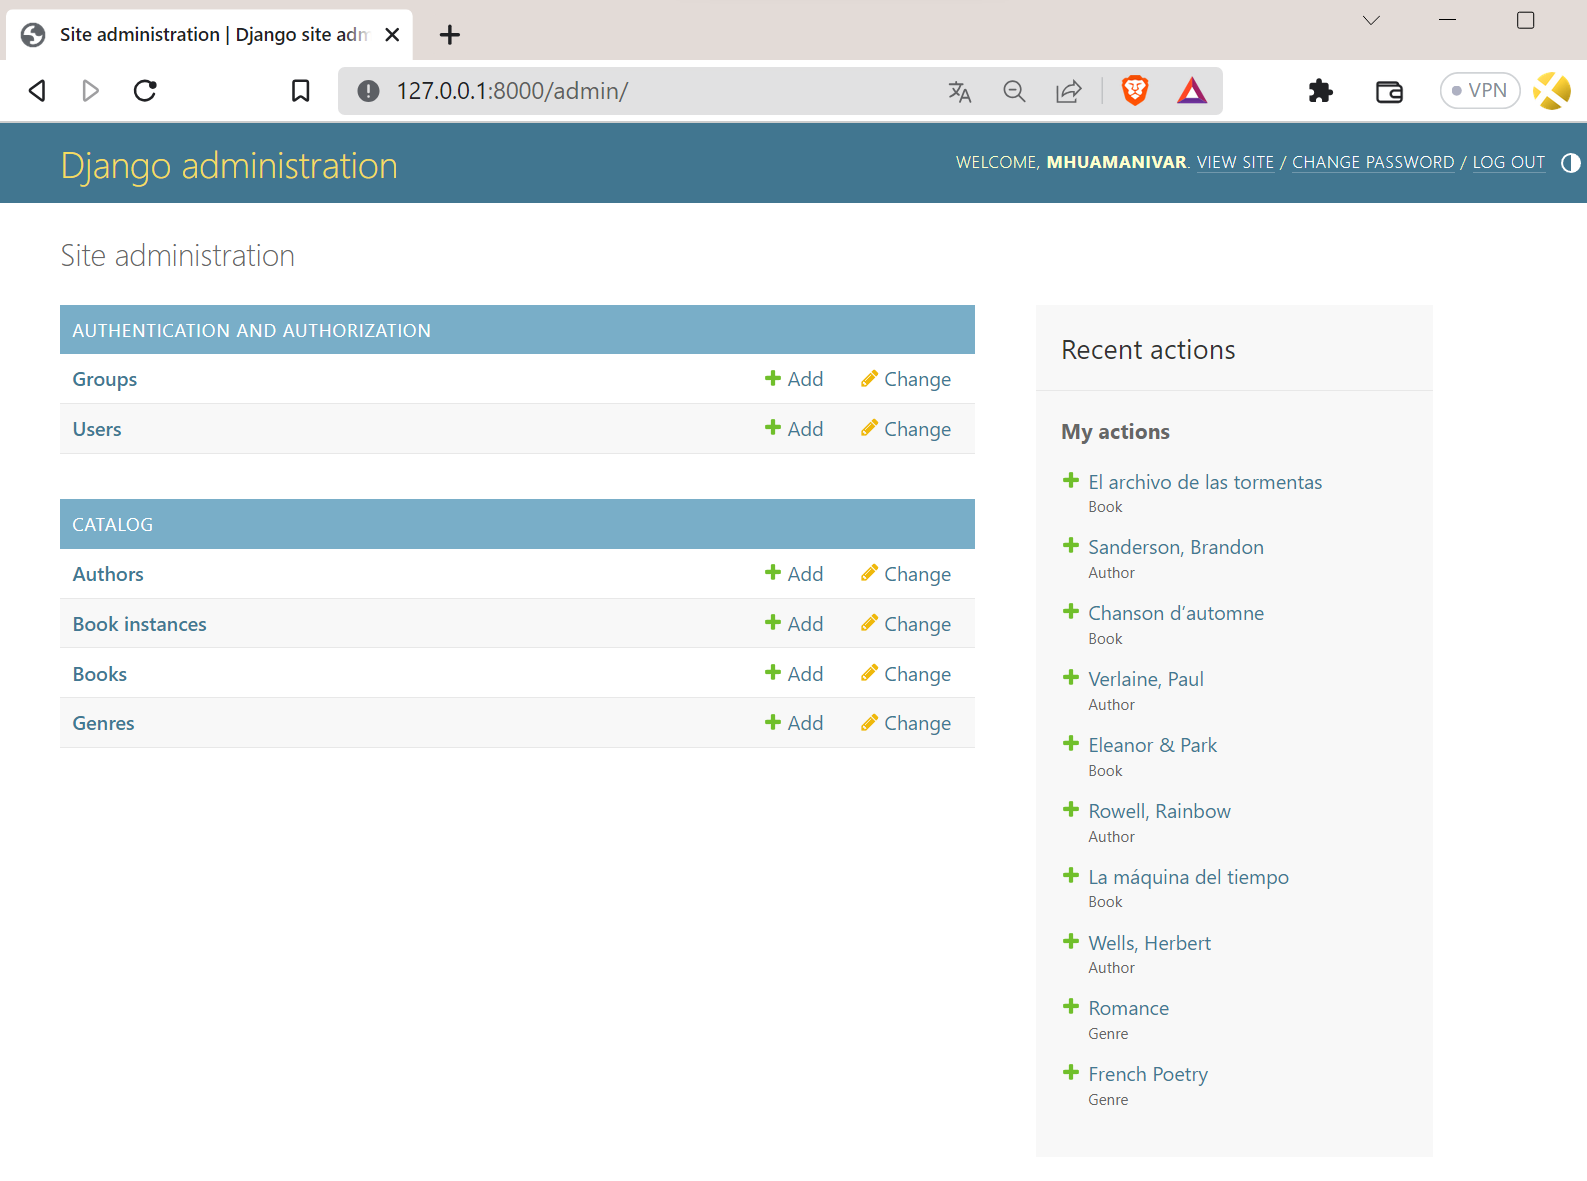 Site administration | Django site adm
127.0.0.1:8000/admin/
VPN
Django administration
WELCOME, MHUAMANIVAR. VIEW SITE / CHANGE PASSWORD / LOG OUT
Site administration
AUTHENTICATION AND AUTHORIZATION
Groups Add Change
Users Add Change
CATALOG
Authors Add Change
Book instances Add Change
Books Add Change
Genres Add Change
Recent actions
My actions
El archivo de las tormentas
Book
Sanderson, Brandon
Author
Chanson d’automne
Book
Verlaine, Paul
Author
Eleanor & Park
Book
Rowell, Rainbow
Author
La máquina del tiempo
Book
Wells, Herbert
Author
Romance
Genre
French Poetry
Genre